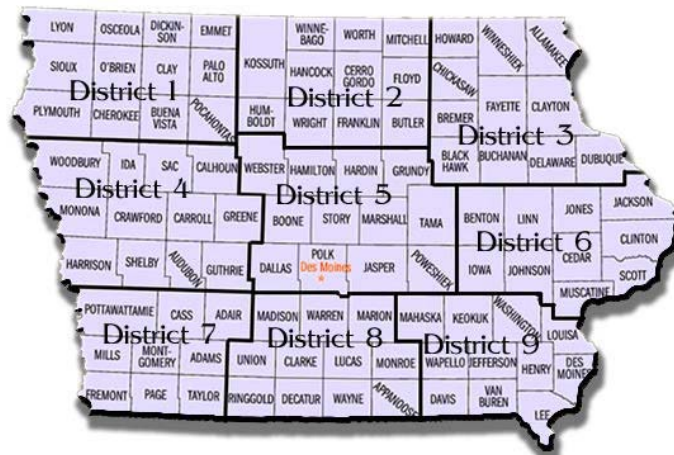 LYON OSCEOLA DICKIN-
SON EMMET
SIOUX O'BRIEN CLAY PALO
ALTO
District 1
PLYMOUTH CHEROKEE BUENA
VISTA POCAHONTAS
KOSSUTH WINNE-
BAGO WORTH MITCHELL
HANCOCK CERRO
GORDO FLOYD
District 2
HUM-
BOLDT WRIGHT FRANKLIN BUTLER
HOWARD WINNESHIEK ALLAMAKEE
CHICKASAW
FAYETTE CLAYTON
BREMER
District 3
BLACK
HAWK BUCHANAN DELAWARE DUBUQUE
WOODBURY IDA SAC CALHOUN
District 4
MONONA CRAWFORD CARROLL GREENE
HARRISON SHELBY AUDUBON GUTHRIE
WEBSTER HAMILTON HARDIN GRUNDY
District 5
BOONE STORY MARSHALL TAMA
DALLAS POLK
Des Moines
JASPER POWESHIEK
BENTON LINN JONES JACKSON
District 6
CEDAR CLINTON
IOWA JOHNSON SCOTT
MUSCATINE
POTTAWATTAMIE CASS ADAIR
District 7
MILLS MONT-
GOMERY ADAMS
FREMONT PAGE TAYLOR
MADISON WARREN MARION
District 8
UNION CLARKE LUCAS MONROE
RINGGOLD DECATUR WAYNE APPANOOSE
MAHASKA KEOKUK WASHINGTON LOUISA
District 9
WAPELLO JEFFERSON HENRY DES
MOINES
DAVIS VAN
BUREN LEE